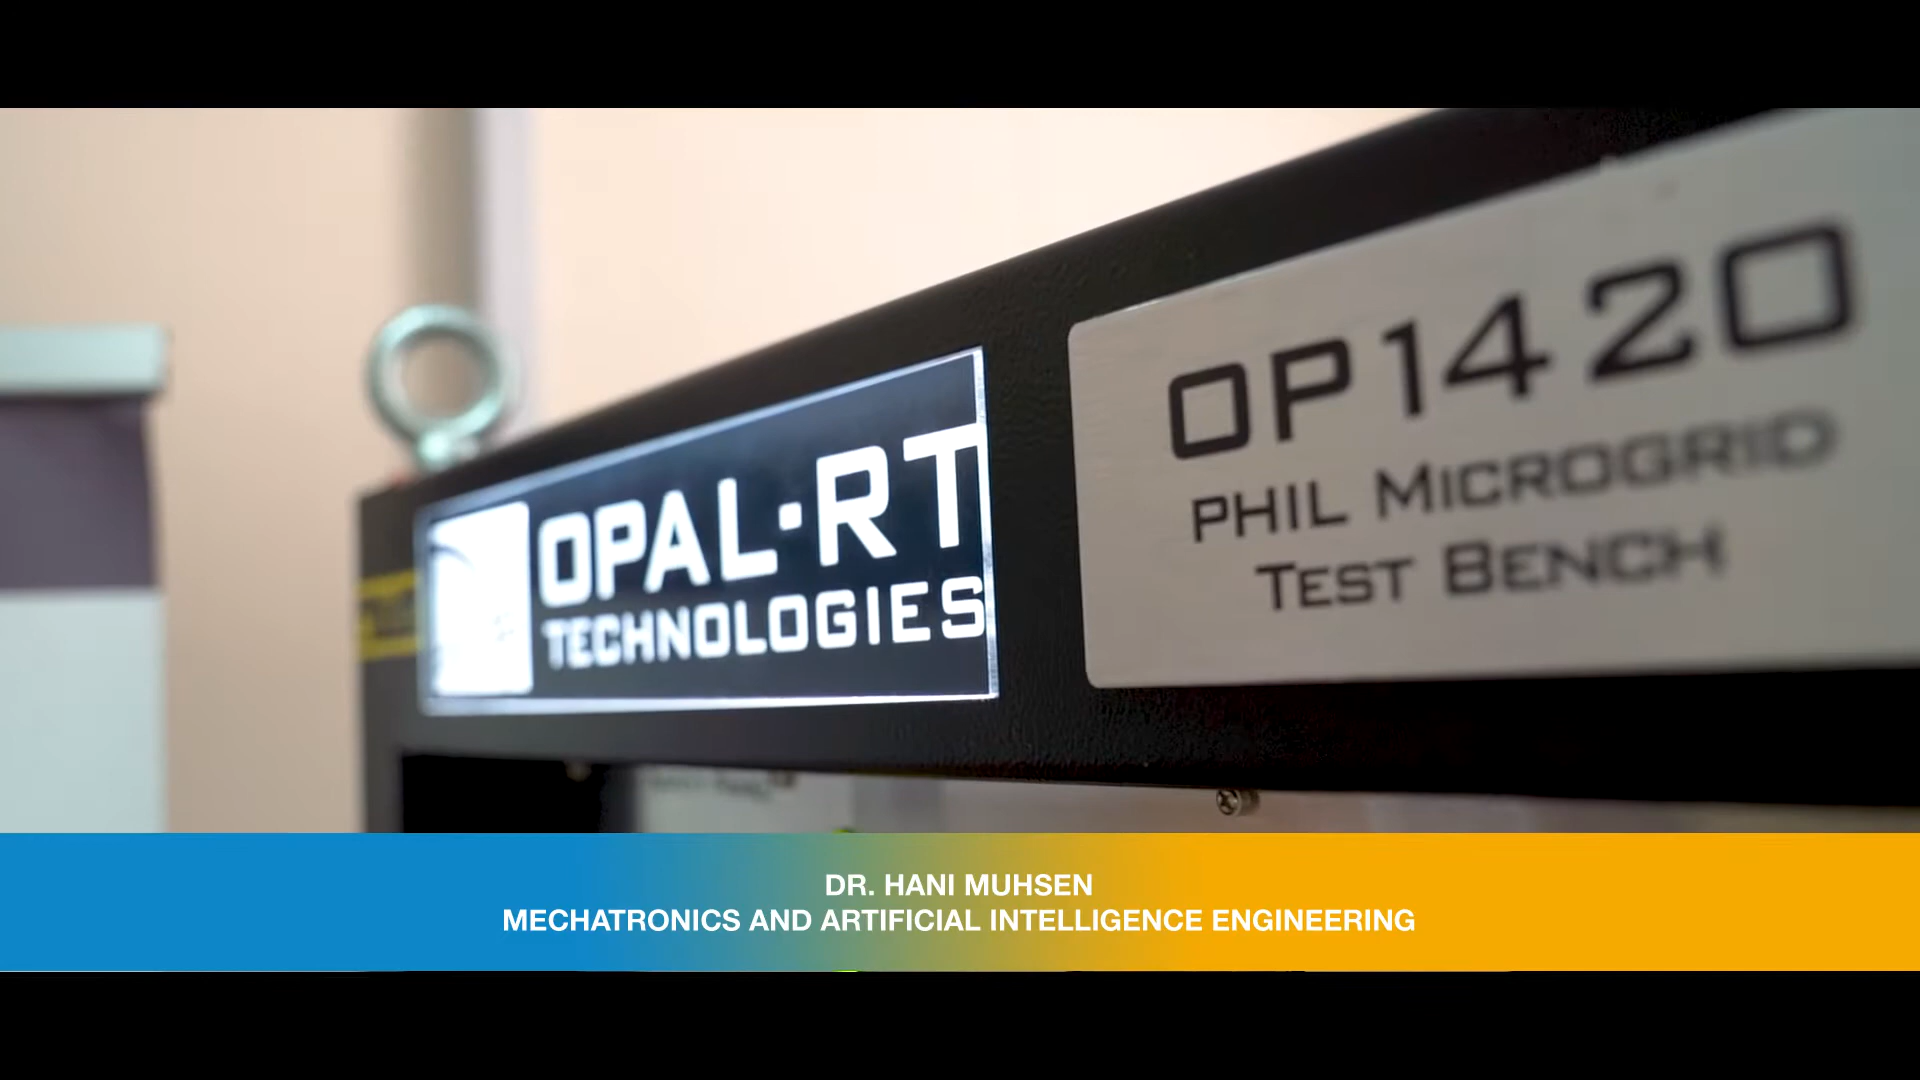 OPAL·RT
TECHNOLOGIES
OP1420
PHIL MICROGRID
TEST BENCH
DR. HANI MUHSEN
MECHATRONICS AND ARTIFICIAL INTELLIGENCE ENGINEERING